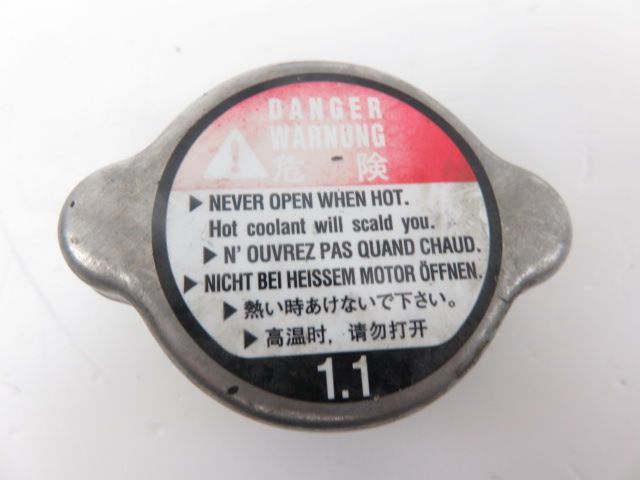 DANGER
WARNUNG
危険
▶ NEVER OPEN WHEN HOT.
Hot coolant will scald you.
▶ N' OUVREZ PAS QUAND CHAUD.
▶ NICHT BEI HEISSEM MOTOR ÖFFNEN.
▶熱い時あけないで下さい。
▶高温时，请勿打开
1.1